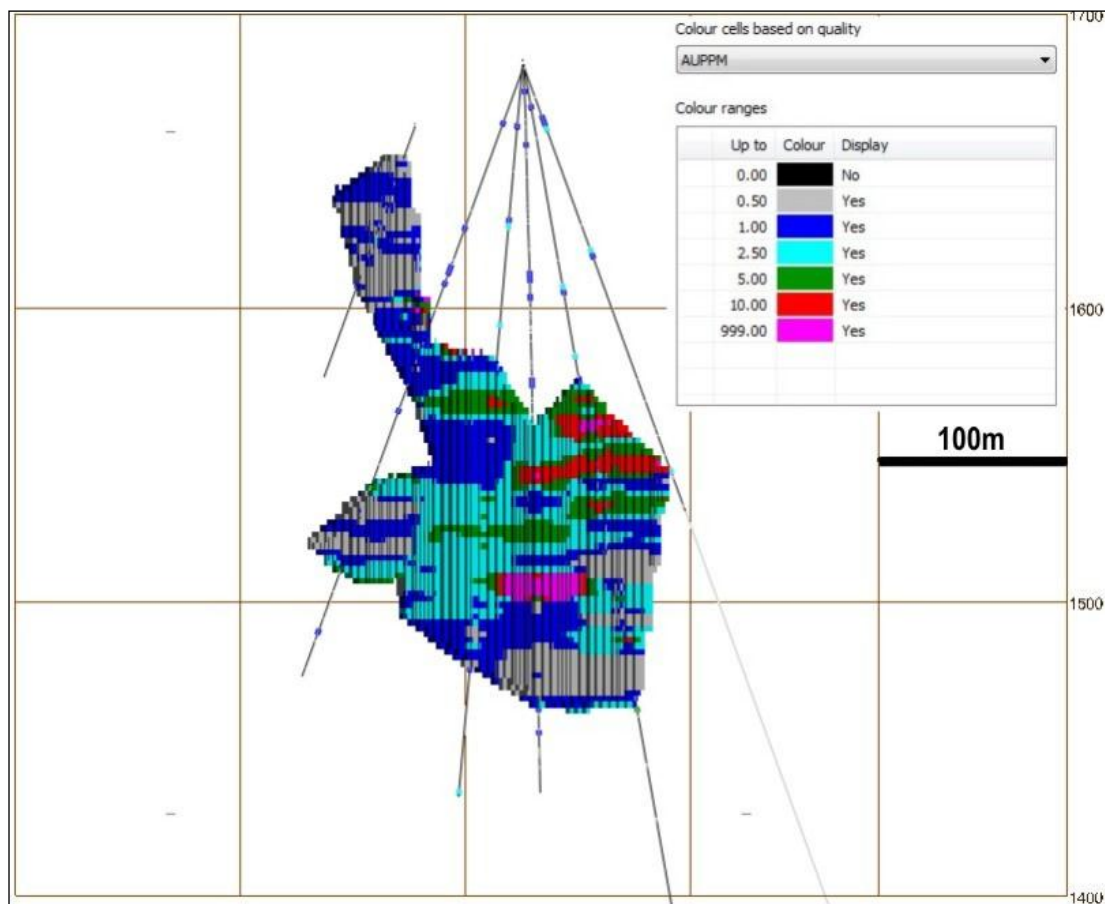 1700
Colour cells based on quality
AUPPM
Colour ranges
Up to Colour Display
0.00 No
0.50 Yes
1.00 Yes
2.50 Yes
5.00 Yes
10.00 Yes
999.00 Yes
1600
100m
1500
1400